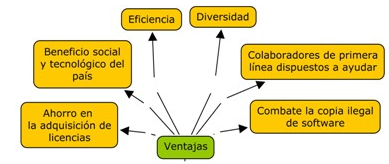 Eficiencia
Diversidad
Beneficio social
y tecnológico del
país
Colaboradores de primera
línea dispuestos a ayudar
Ahorro en
la adquisición de
licencias
Combate la copia ilegal
de software
Ventajas